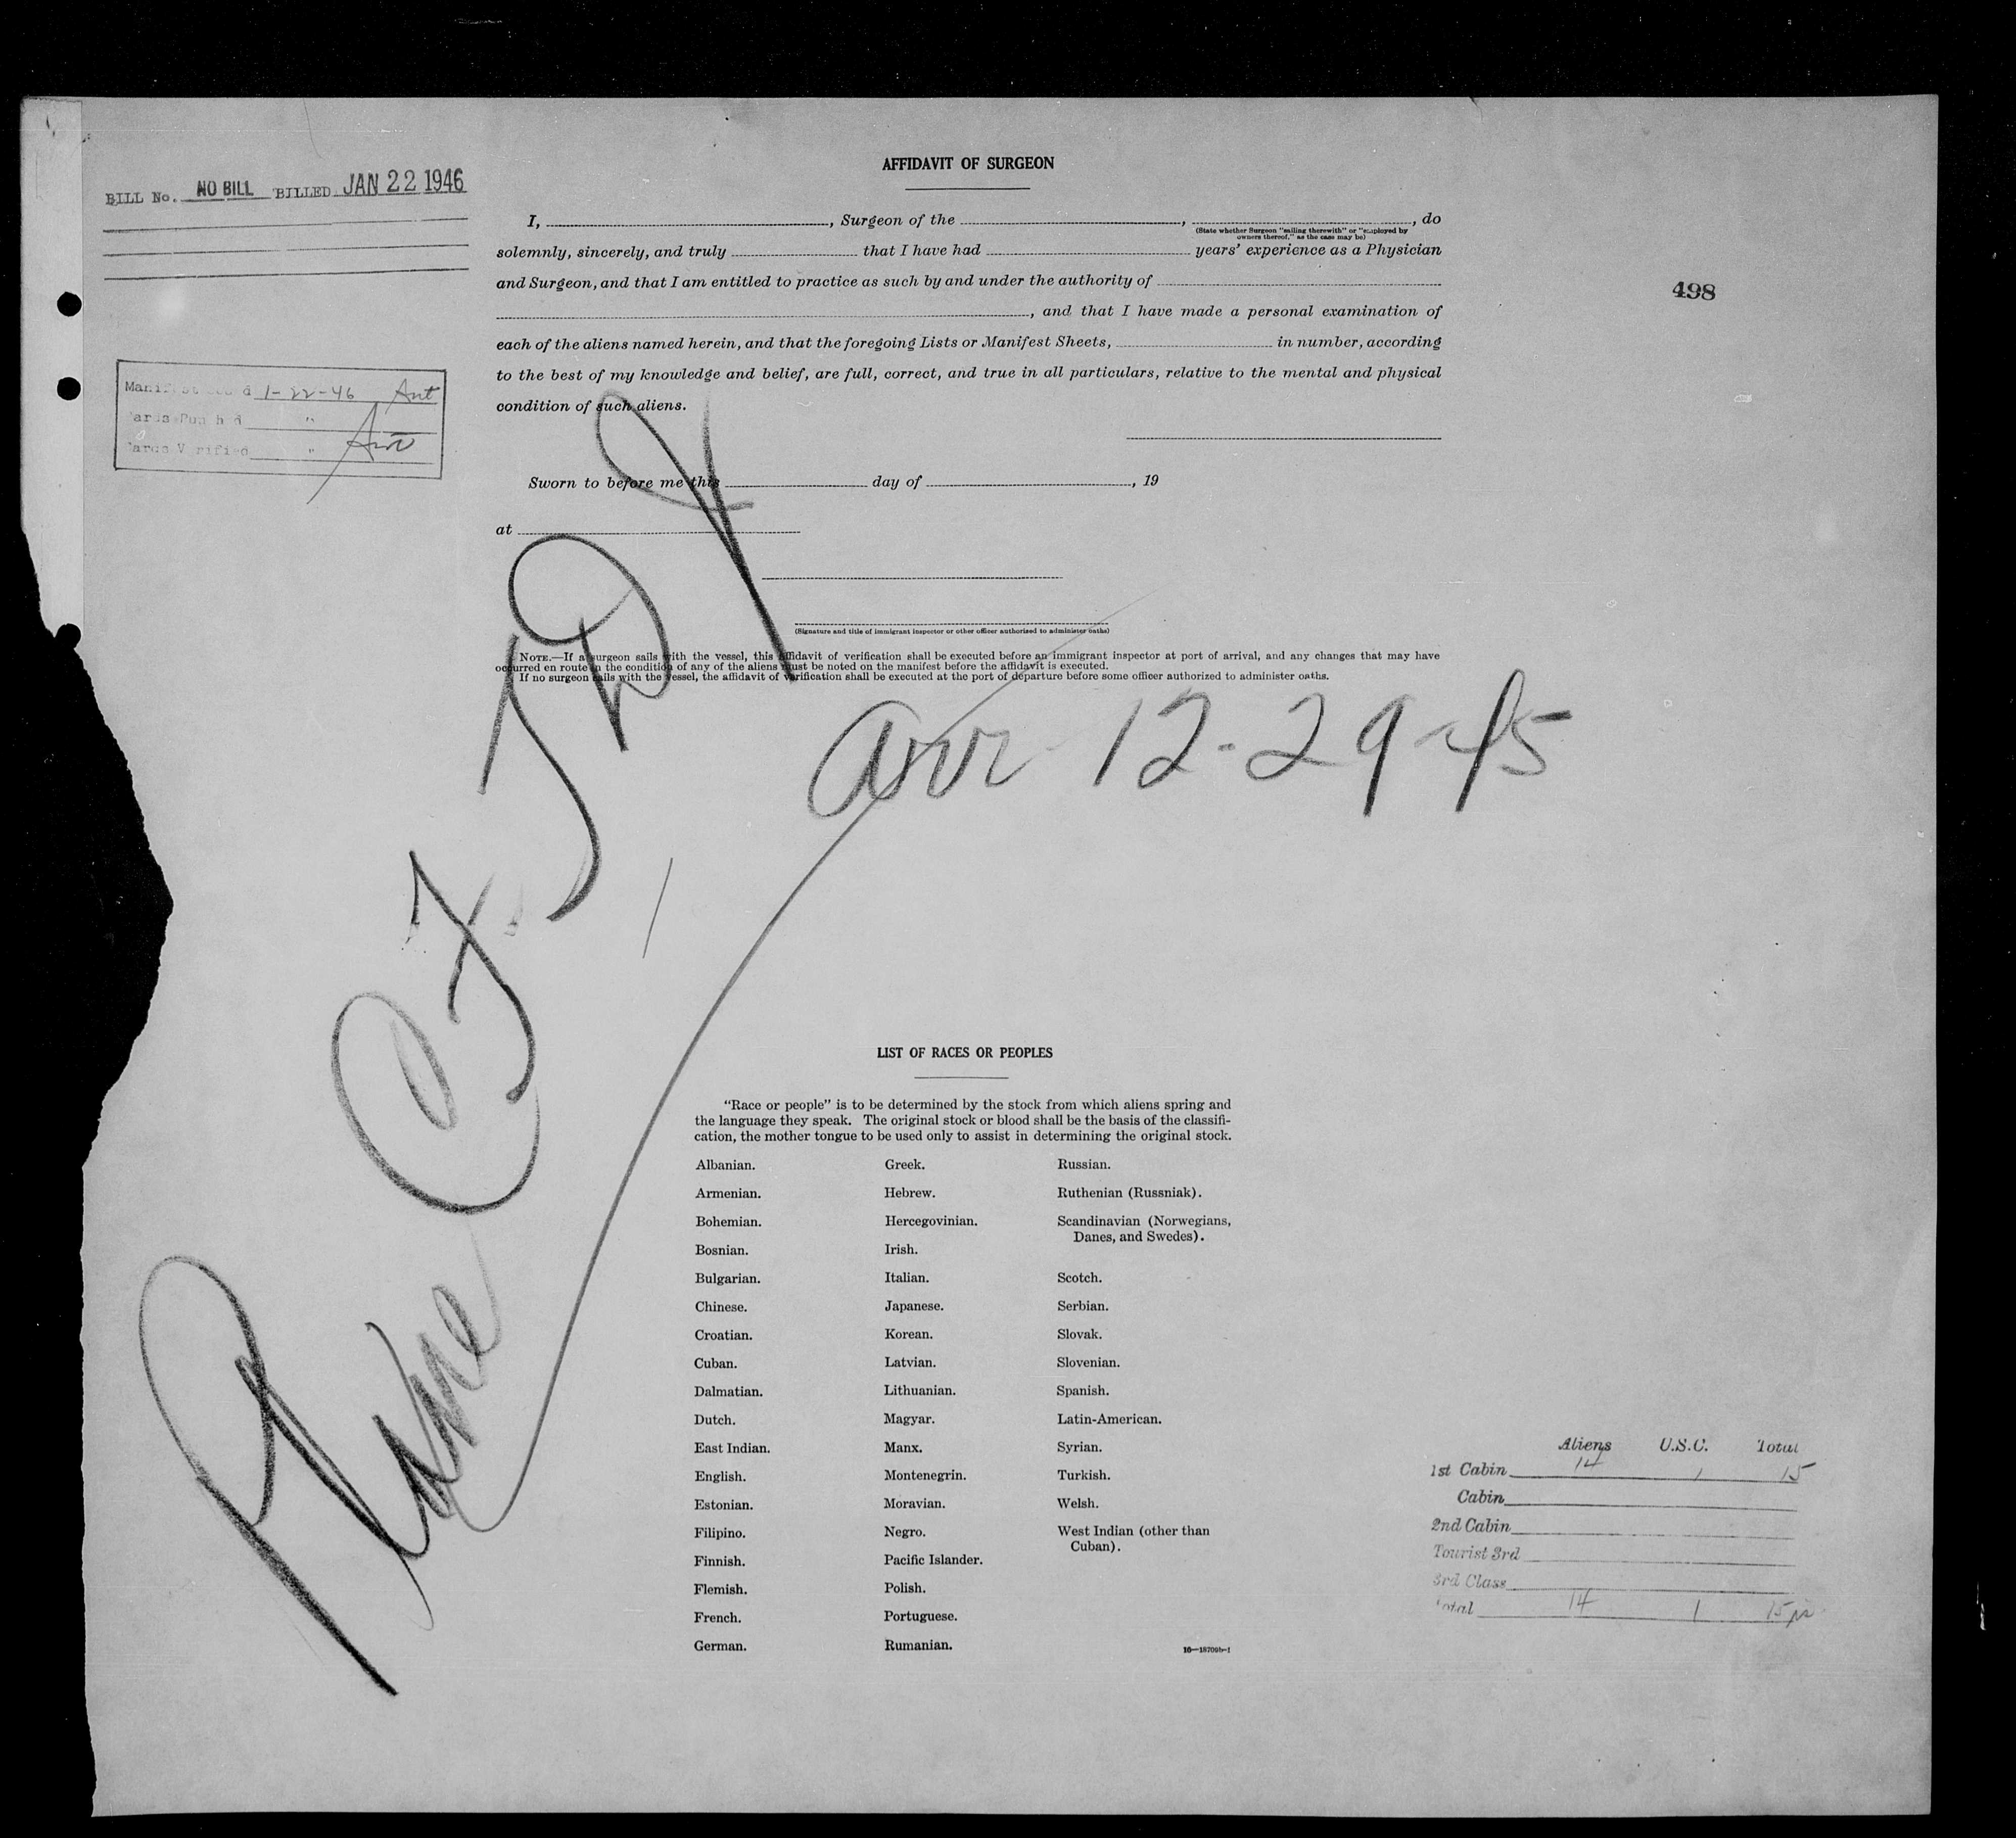 AFFIDAVIT OF SURGEON
BILL No. NO BILL BILLED JAN 22 1946
I, , Surgeon of the , , do
(State whether Surgeon "sailing therewith" or "employed by
owners thereof," as the case may be)
solemnly, sincerely, and truly that I have had years' experience as a Physician
and Surgeon, and that I am entitled to practice as such by and under the authority of
498
, and that I have made a personal examination of
each of the aliens named herein, and that the foregoing Lists or Manifest Sheets, in number, according
to the best of my knowledge and belief, are full, correct, and true in all particulars, relative to the mental and physical
condition of such aliens.
1-22-46
Sworn to before me this day of , 19
at
(Signature and title of immigrant inspector or other officer authorized to administer oaths)
NOTE.—If a surgeon sails with the vessel, this affidavit of verification shall be executed before an immigrant inspector at port of arrival, and any changes that may have
occurred en route in the condition of any of the aliens must be noted on the manifest before the affidavit is executed.
If no surgeon sails with the vessel, the affidavit of verification shall be executed at the port of departure before some officer authorized to administer oaths.
Plane
arr 12-29-45
LIST OF RACES OR PEOPLES
"Race or people" is to be determined by the stock from which aliens spring and
the language they speak. The original stock or blood shall be the basis of the classifi-
cation, the mother tongue to be used only to assist in determining the original stock.
Albanian. Greek. Russian.
Armenian. Hebrew. Ruthenian (Russniak).
Bohemian. Hercegovinian. Scandinavian (Norwegians,
Danes, and Swedes).
Bosnian. Irish.
Bulgarian. Italian. Scotch.
Chinese. Japanese. Serbian.
Croatian. Korean. Slovak.
Cuban. Latvian. Slovenian.
Dalmatian. Lithuanian. Spanish.
Dutch. Magyar. Latin-American.
East Indian. Manx. Syrian.
English. Montenegrin. Turkish.
Estonian. Moravian. Welsh.
Filipino. Negro. West Indian (other than
Cuban).
Finnish. Pacific Islander.
Flemish. Polish.
French. Portuguese.
German. Rumanian.
Aliens U.S.C. Total
1st Cabin 14 1 15
Cabin
2nd Cabin
Tourist 3rd
3rd Class
Total 14 1 15